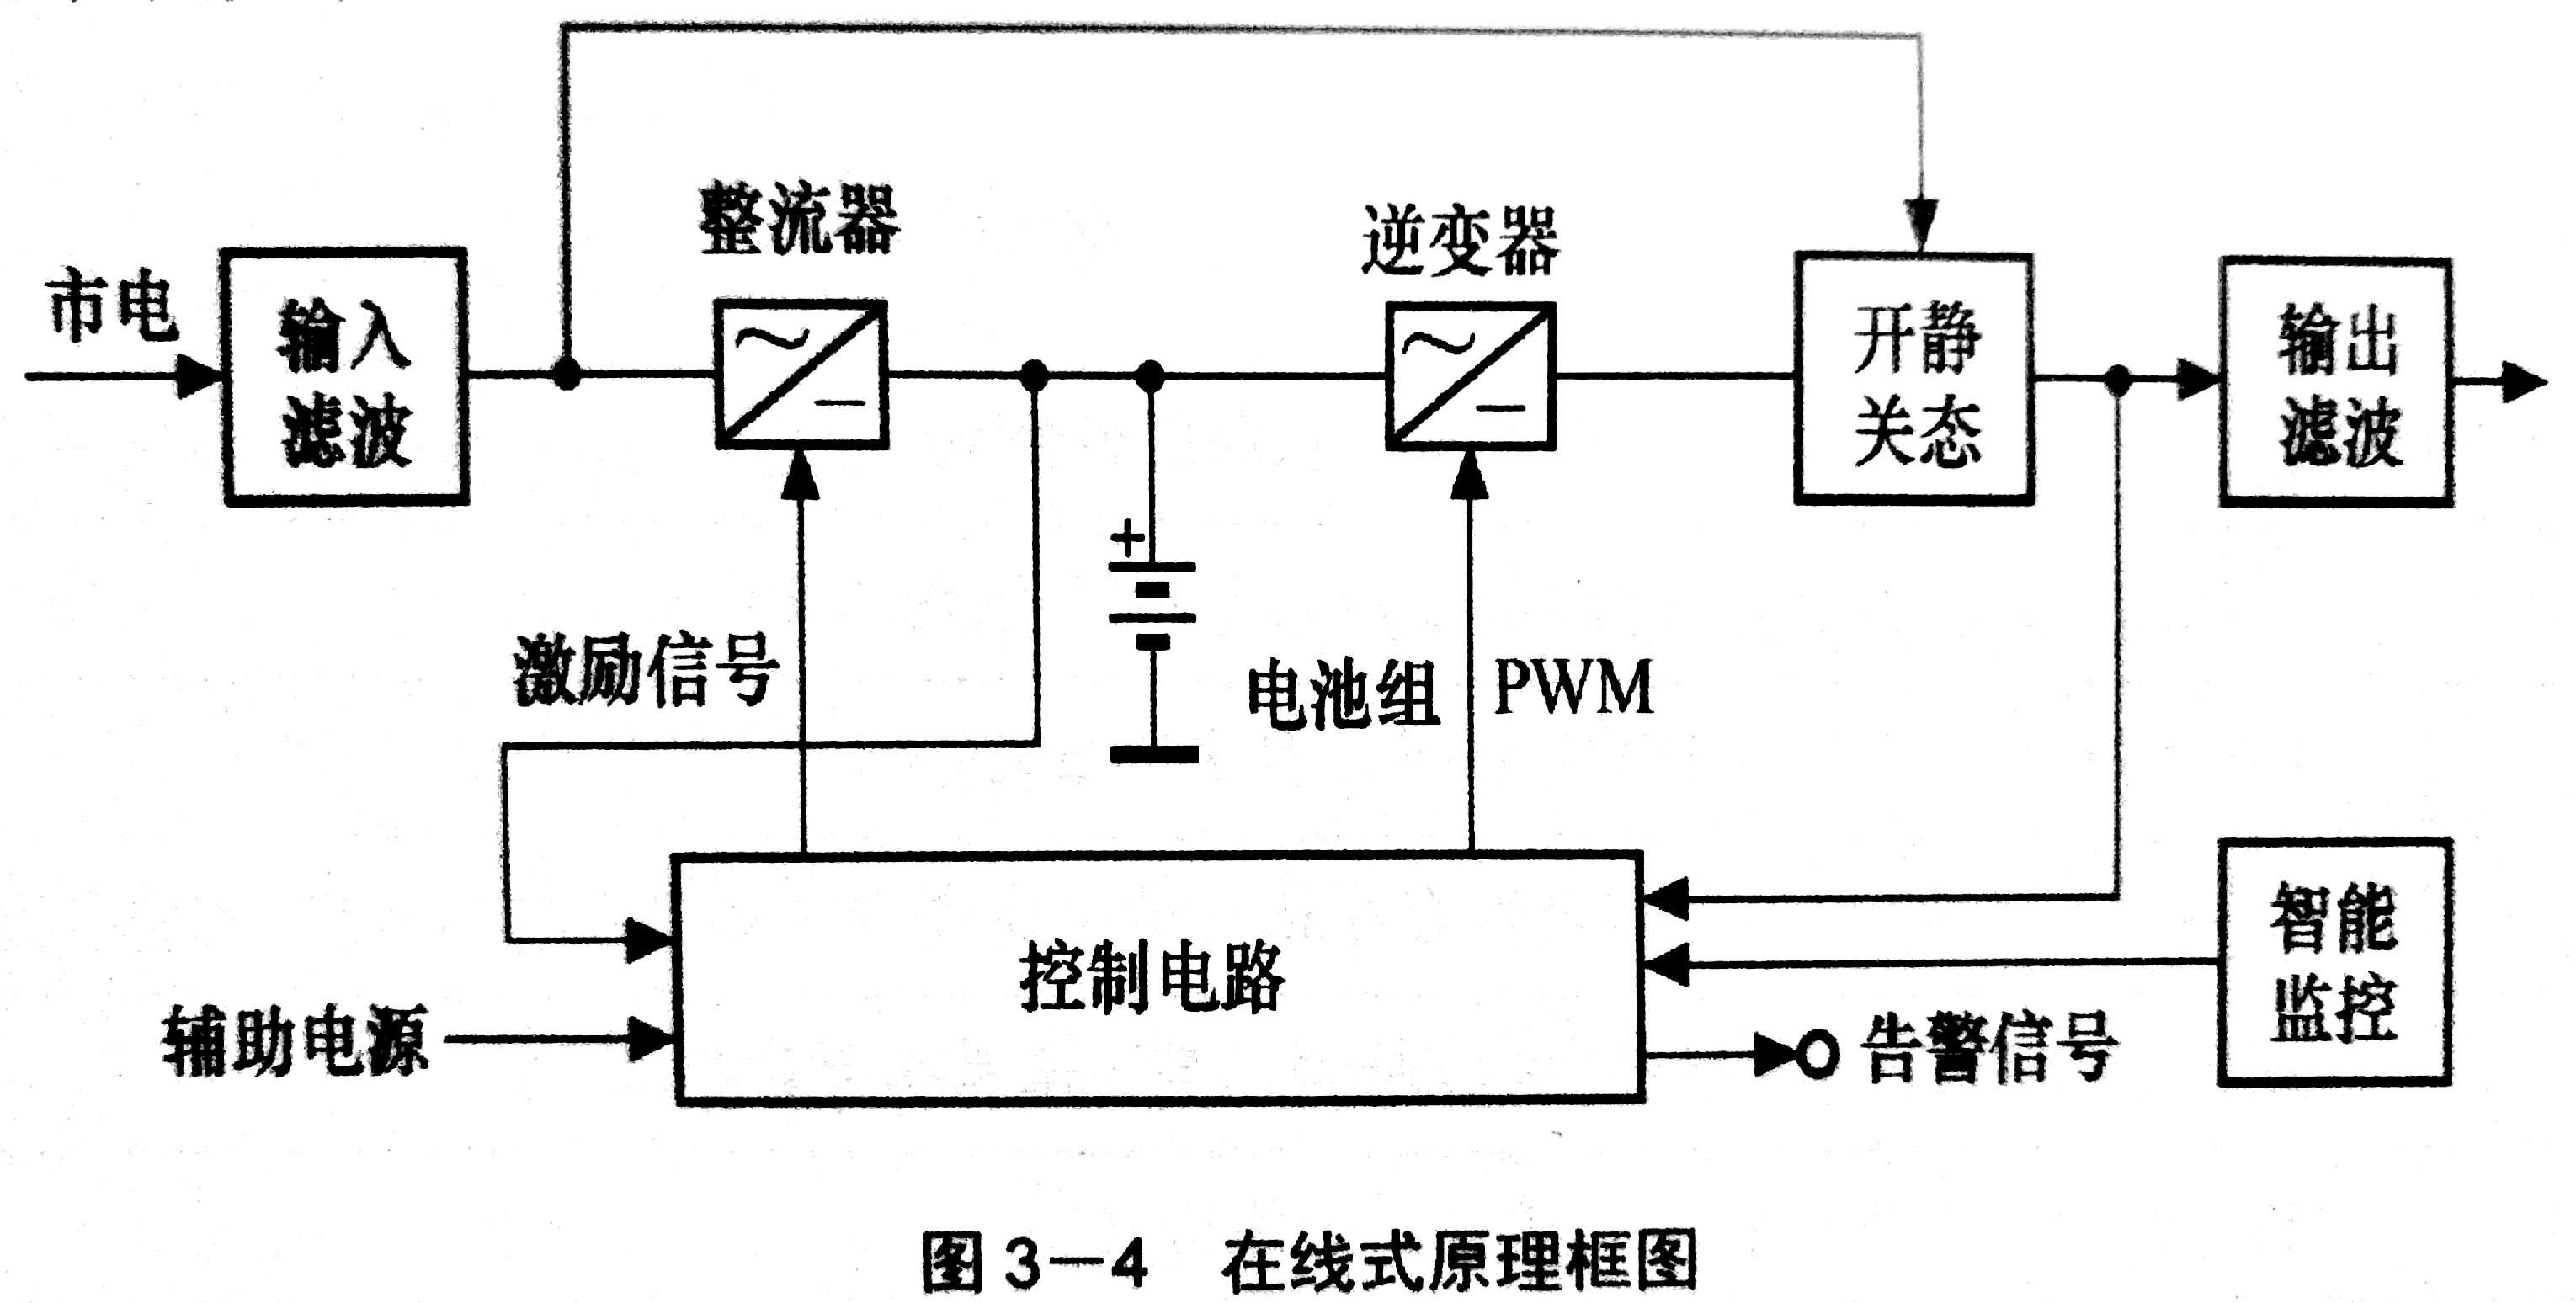 整流器
逆变器
市电
输入
滤波
开静
关态
输出
滤波
+
激励信号
电池组
PWM
控制电路
智能
监控
辅助电源
告警信号
图3—4 在线式原理框图